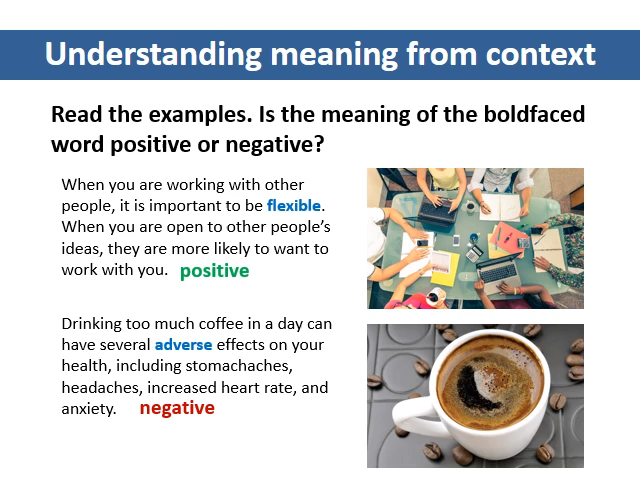 Understanding meaning from context
Read the examples. Is the meaning of the boldfaced
word positive or negative?
When you are working with other
people, it is important to be flexible.
When you are open to other people's
ideas, they are more likely to want to
work with you. positive
Drinking too much coffee in a day can
have several adverse effects on your
health, including stomachaches,
headaches, increased heart rate, and
anxiety. negative